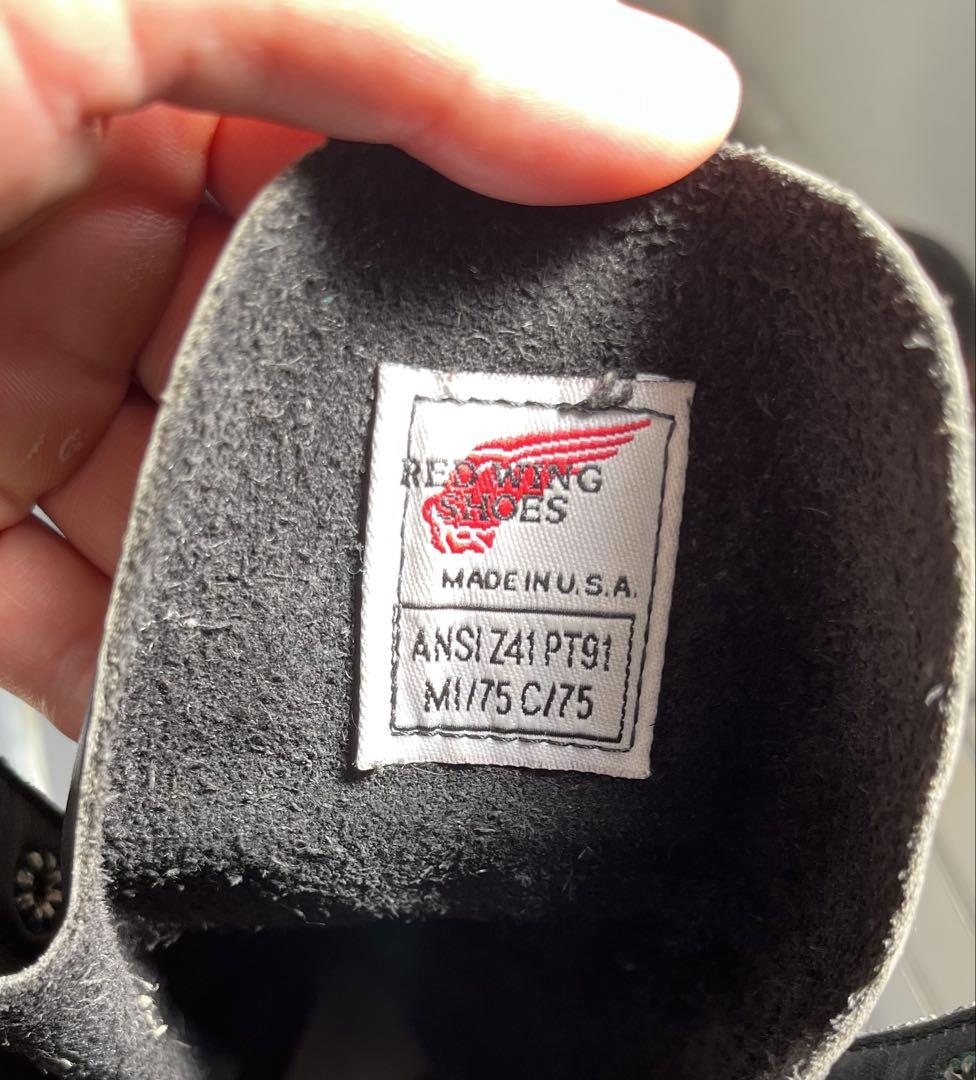 RED WING
SHOES
MADE IN U.S.A.
ANSI Z41 PT91
MI/75 C/75